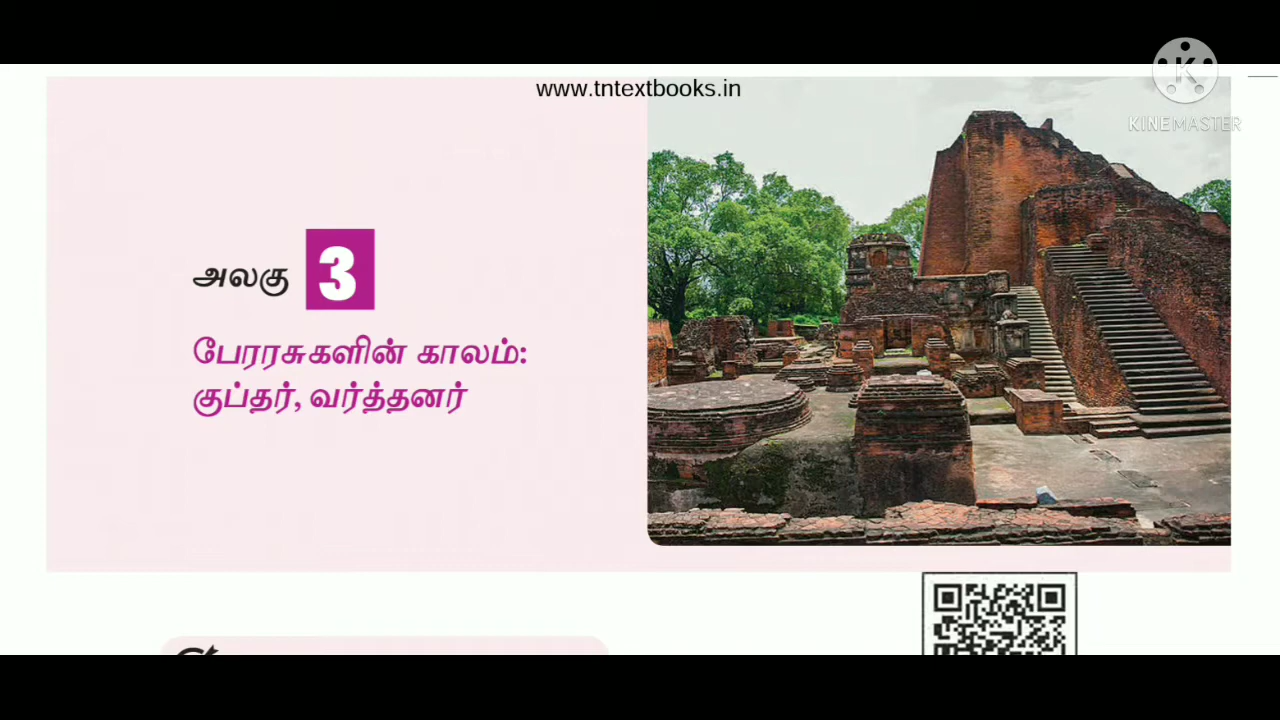 www.tntextbooks.in
KINEMASTER
அலகு 3
பேரரசுகளின் காலம்:
குப்தர், வர்த்தனர்